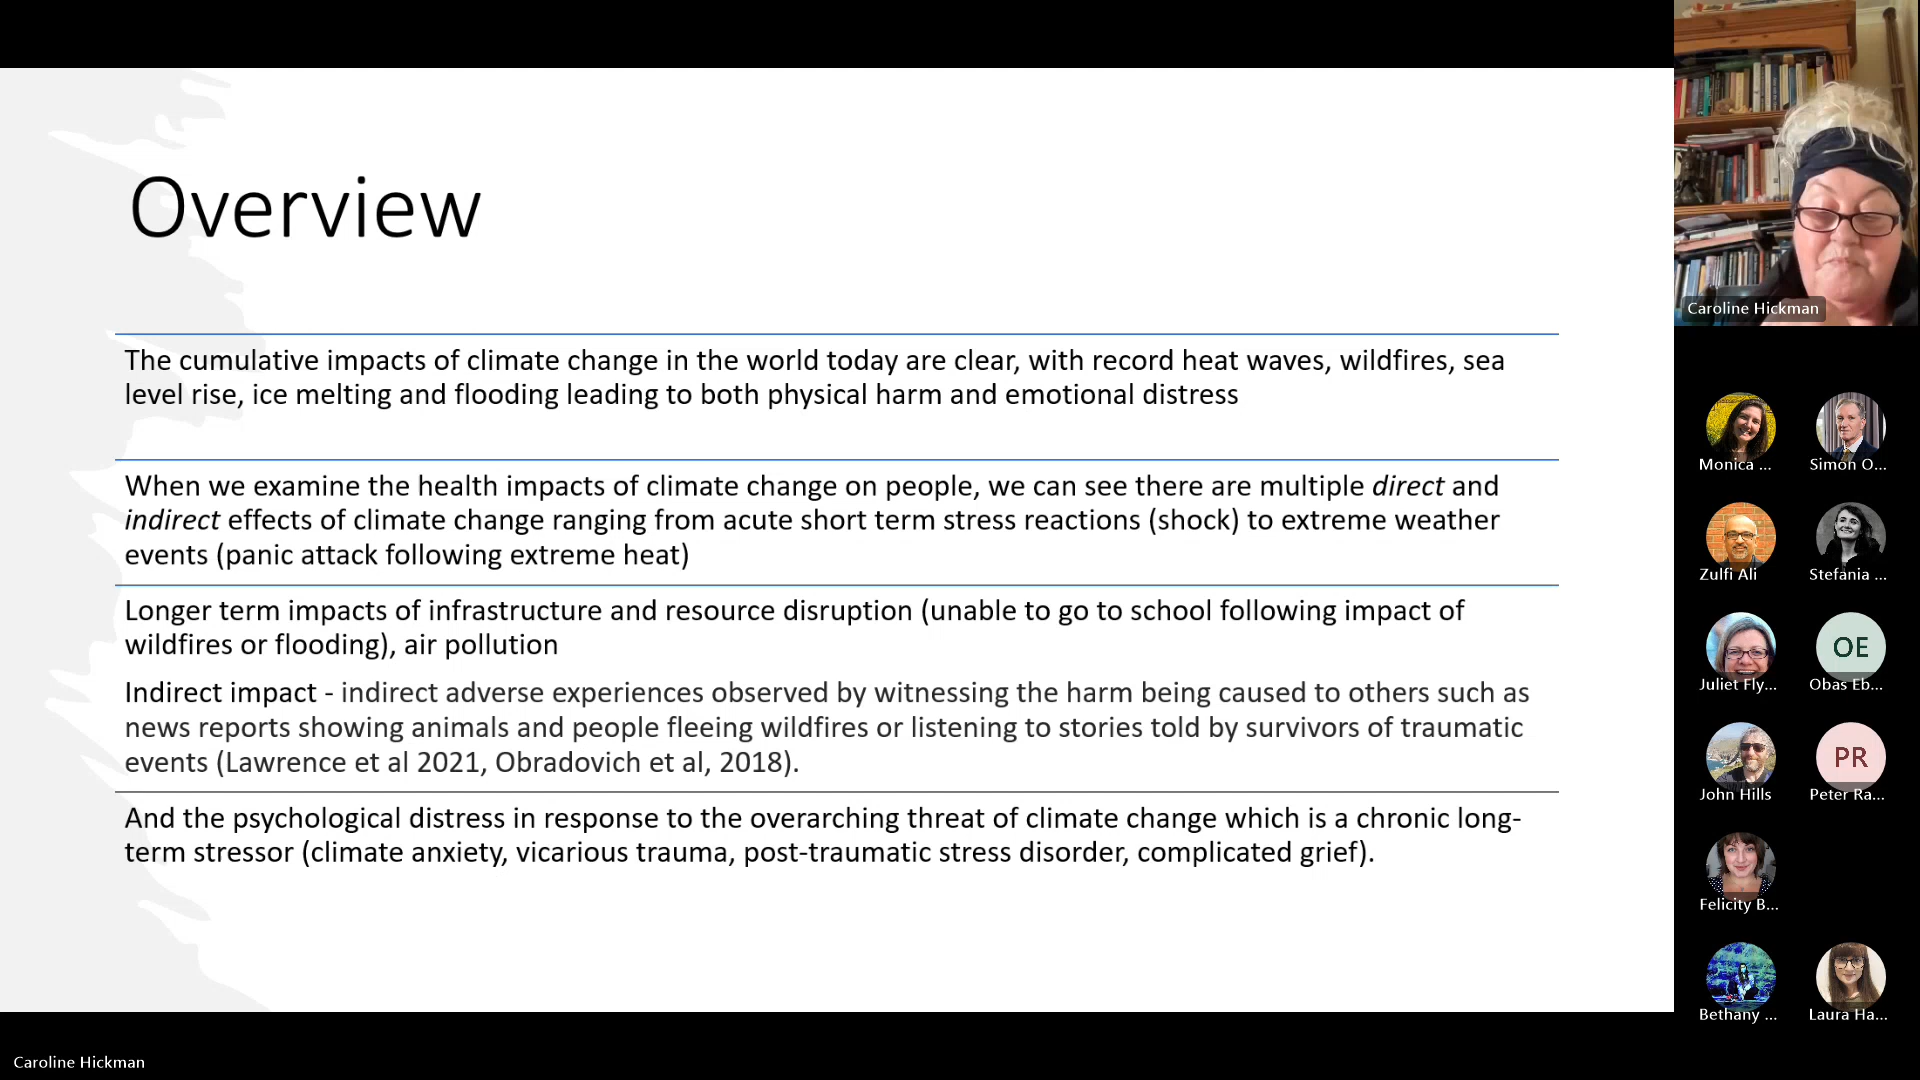 Overview
The cumulative impacts of climate change in the world today are clear, with record heat waves, wildfires, sea
level rise, ice melting and flooding leading to both physical harm and emotional distress
When we examine the health impacts of climate change on people, we can see there are multiple direct and
indirect effects of climate change ranging from acute short term stress reactions (shock) to extreme weather
events (panic attack following extreme heat)
Longer term impacts of infrastructure and resource disruption (unable to go to school following impact of
wildfires or flooding), air pollution
Indirect impact - indirect adverse experiences observed by witnessing the harm being caused to others such as
news reports showing animals and people fleeing wildfires or listening to stories told by survivors of traumatic
events (Lawrence et al 2021, Obradovich et al, 2018).
And the psychological distress in response to the overarching threat of climate change which is a chronic long-
term stressor (climate anxiety, vicarious trauma, post-traumatic stress disorder, complicated grief).
Caroline Hickman
Monica ...
Simon O...
Zulfi Ali
Stefania ...
Juliet Fly...
OE
Obas Eb...
John Hills
PR
Peter Ra...
Felicity B...
Bethany ...
Laura Ha...
Caroline Hickman